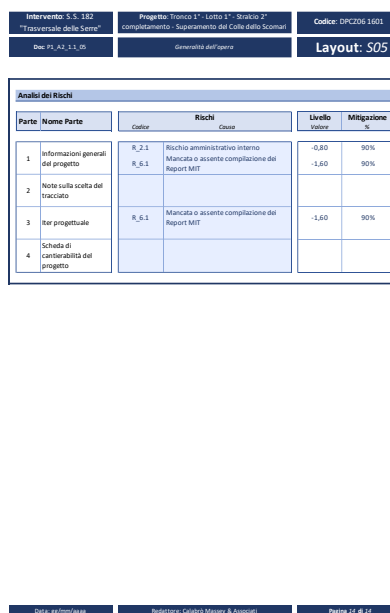 Intervento: S.S. 182
"Trasversale delle Serre"
Progetto: Tronco 1° - Lotto 1° - Stralcio 2°
completamento - Superamento del Colle dello Scornari
Codice: DPCZ06 1601
Doc: P1_A2_1.1_05
Generalità dell'opera
Layout: S05
Analisi dei Rischi
Parte Nome Parte
Rischi
Codice Causa
Livello
Valore
Mitigazione
%
1 Informazioni generali del progetto
R_2.1 Rischio amministrativo interno -0,80 90%
R_6.1 Mancata o assente compilazione dei -1,60 90%
Report MIT
2 Note sulla scelta del
tracciato
3 Iter progettuale
R_6.1 Mancata o assente compilazione dei -1,60 90%
Report MIT
4 Scheda di
cantierabilità del
progetto
Data: gg/mm/aaaa
Redattore: Calabrò Massey & Associati
Pagina 14 di 14